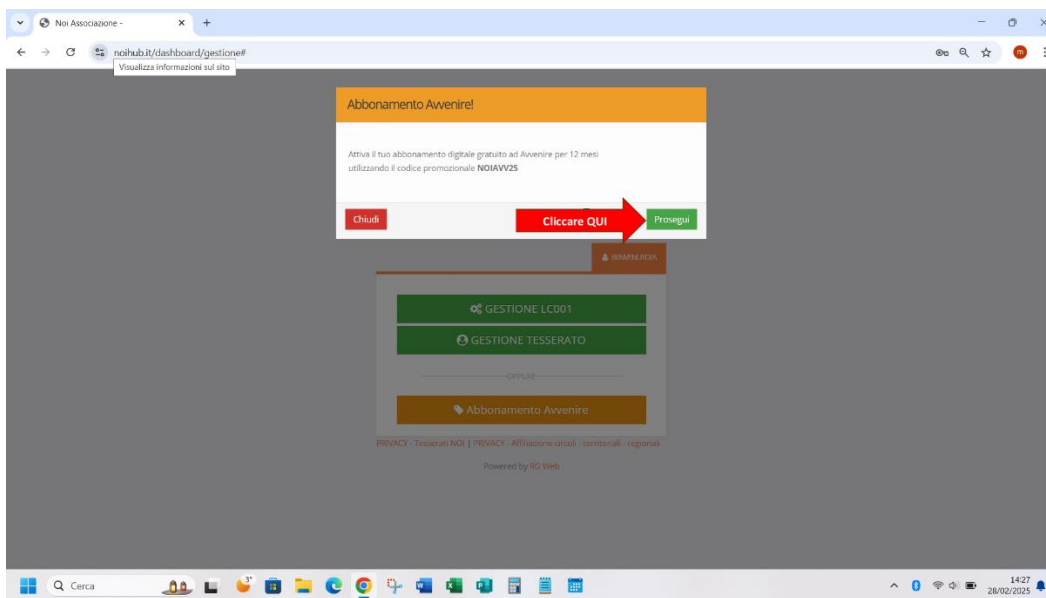 Noi Associazione -
noihub.it/dashboard/gestione#
m
Visualizza informazioni sul sito
Abbonamento Avvenire!
Attiva il tuo abbonamento digitale gratuito ad Avvenire per 12 mesi
utilizzando il codice promozionale NOIAVV25
Chiudi
Cliccare QUI
Prosegui
GESTIONE LC001
GESTIONE TESSERATO
OPPURE
Abbonamento Avvenire
PRIVACY - Tesserati NOI | PRIVACY - Affiliazione circoli - territoriali - regionali
Powered by RG Web
Cerca
3°
14:27
28/02/2025